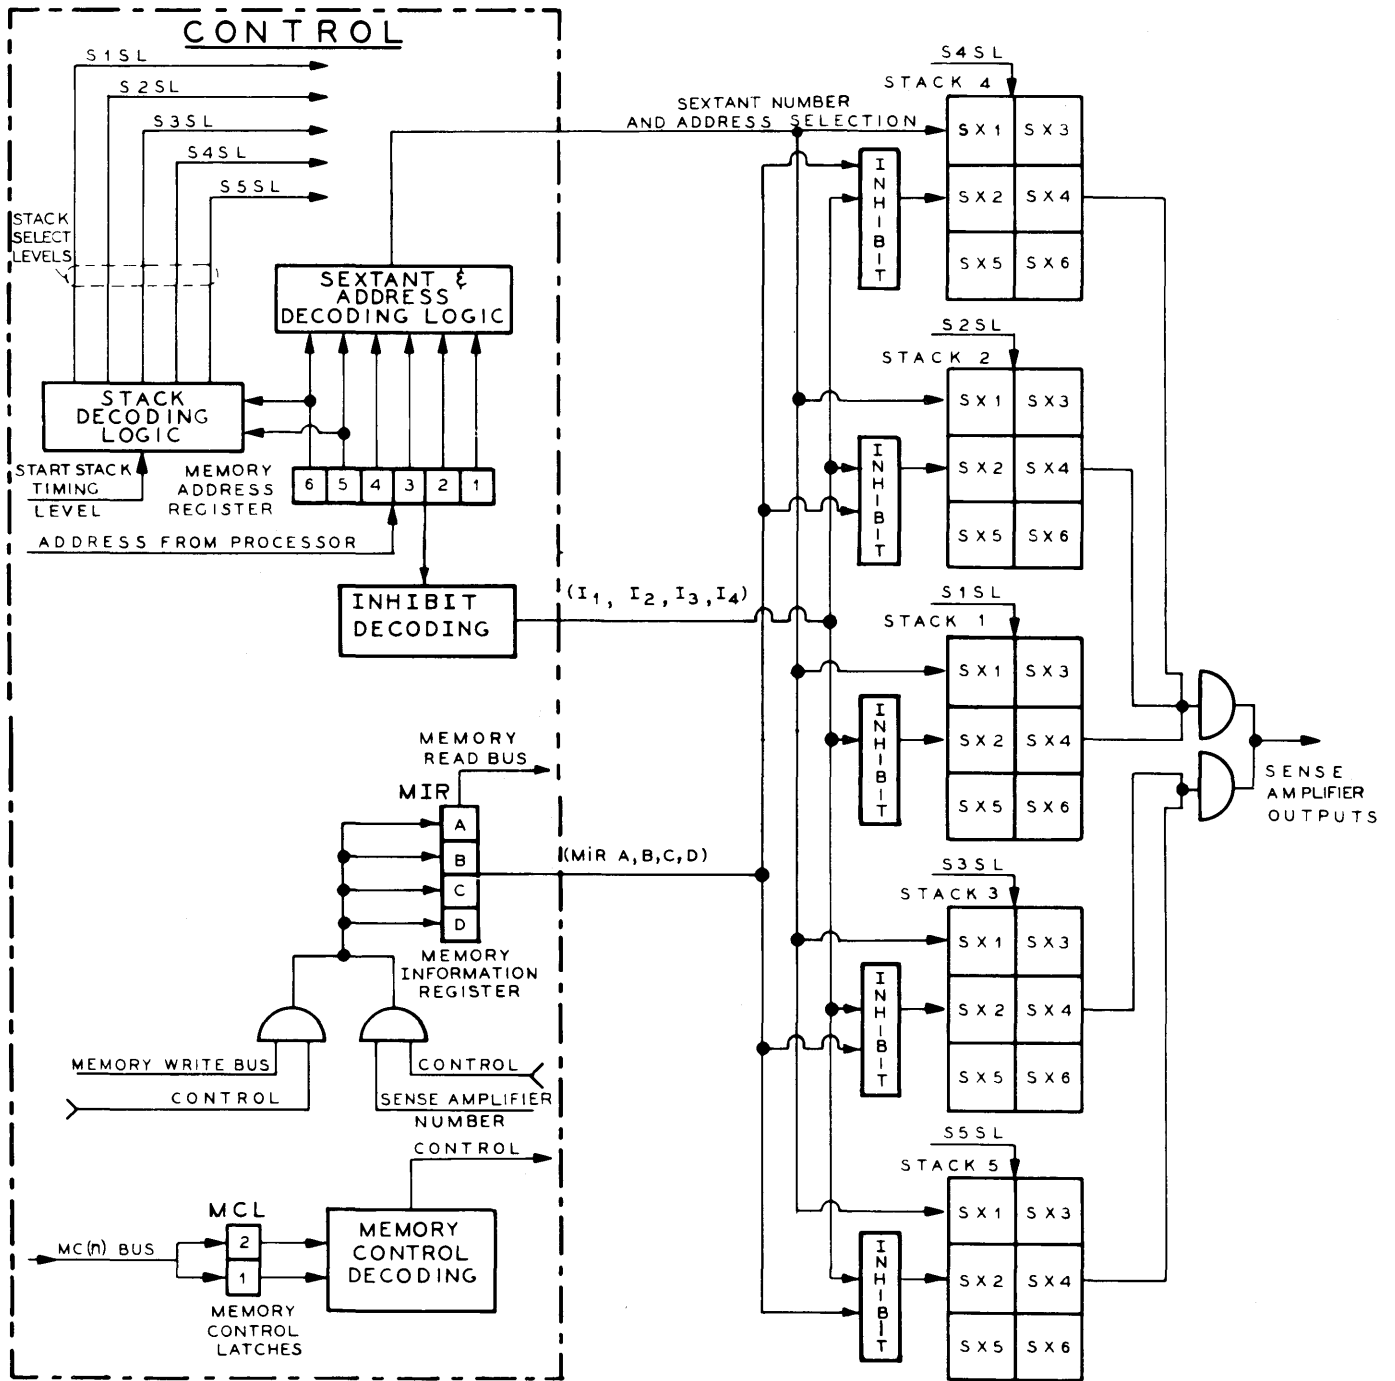 CONTROL
S1SL
S2SL
S3SL
S4SL
S5SL
STACK
SELECT
LEVELS
SEXTANT &
ADDRESS
DECODING LOGIC
STACK
DECODING
LOGIC
START STACK
TIMING
LEVEL
MEMORY
ADDRESS
REGISTER
6 5 4 3 2 1
ADDRESS FROM PROCESSOR
INHIBIT
DECODING
(I1, I2, I3, I4)
MEMORY
READ BUS
MIR
A
B
C
D
(MiR A,B,C,D)
MEMORY
INFORMATION
REGISTER
MEMORY WRITE BUS
CONTROL
CONTROL
SENSE AMPLIFIER
NUMBER
CONTROL
MCL
MC(n) BUS
2
1
MEMORY
CONTROL
DECODING
MEMORY
CONTROL
LATCHES
SEXTANT NUMBER
AND ADDRESS SELECTION
S4SL
STACK 4
INHIBIT
SX1 SX3
SX2 SX4
SX5 SX6
S2SL
STACK 2
INHIBIT
SX1 SX3
SX2 SX4
SX5 SX6
S1SL
STACK 1
INHIBIT
SX1 SX3
SX2 SX4
SX5 SX6
S3SL
STACK 3
INHIBIT
SX1 SX3
SX2 SX4
SX5 SX6
S5SL
STACK 5
INHIBIT
SX1 SX3
SX2 SX4
SX5 SX6
SENSE
AMPLIFIER
OUTPUTS